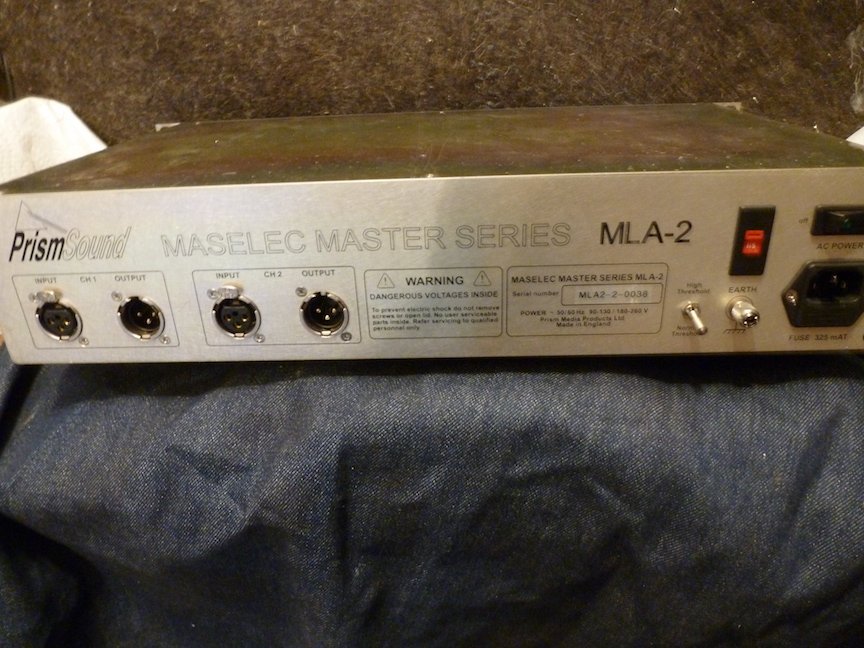 PrismSound
MASELEC MASTER SERIES MLA-2
INPUT CH 1 OUTPUT
INPUT CH 2 OUTPUT
WARNING
DANGEROUS VOLTAGES INSIDE
To prevent electric shock do not remove
screws or open lid. No user serviceable
parts inside. Refer servicing to qualified
personnel only.
MASELEC MASTER SERIES MLA-2
Serial number MLA2-2-0038
POWER ~ 50/60 Hz 90-130 / 180-260 V
Prism Media Products Ltd.
Made in England
High
Threshold
Threshold
EARTH
off
AC POWER
FUSE 325 mAT